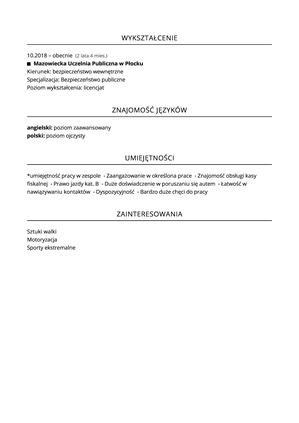 WYKSZTAŁCENIE
10.2018 – obecnie (2 lata 4 mies.)
■ Mazowiecka Uczelnia Publiczna w Płocku
Kierunek: bezpieczeństwo wewnętrzne
Specjalizacja: Bezpieczeństwo publiczne
Poziom wykształcenia: licencjat
ZNAJOMOŚĆ JĘZYKÓW
angielski: poziom zaawansowany
polski: poziom ojczysty
UMIEJĘTNOŚCI
*umiejętność pracy w zespole - Zaangażowanie w określona prace - Znajomość obsługi kasy
fiskalnej - Prawo jazdy kat. B - Duże doświadczenie w poruszaniu się autem - Łatwość w
nawiązywaniu kontaktów - Dyspozycyjność - Bardzo duże chęci do pracy
ZAINTERESOWANIA
Sztuki walki
Motoryzacja
Sporty ekstremalne